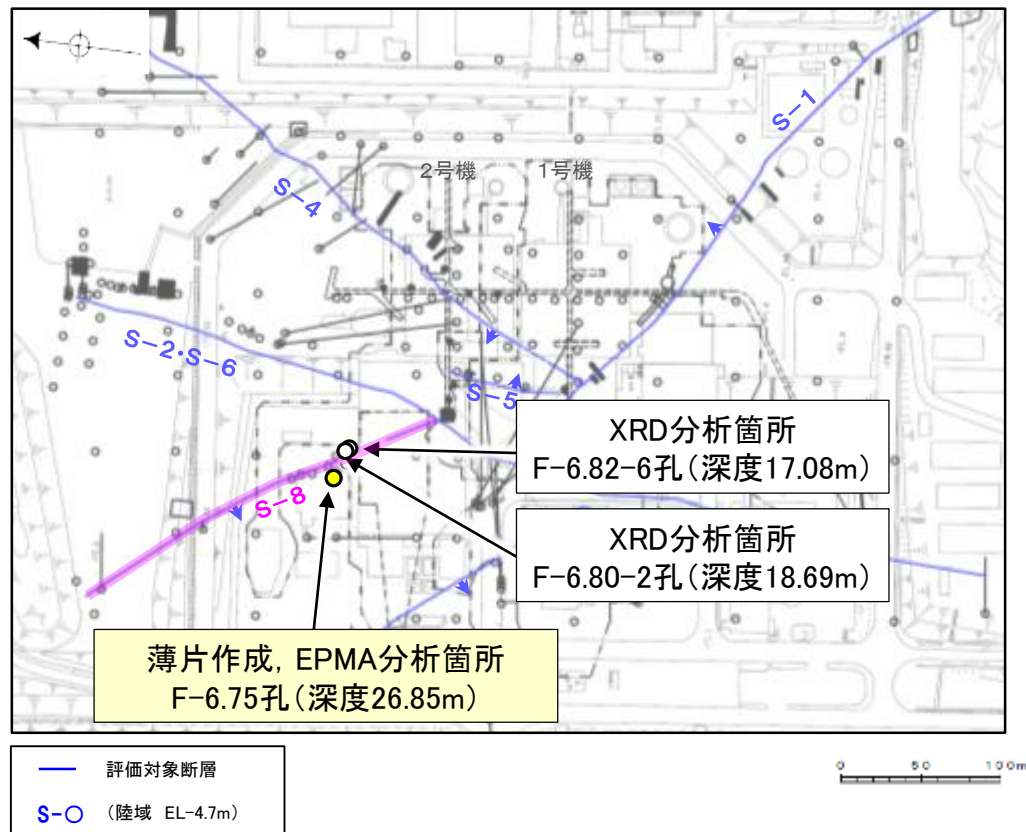 S-1
2号機
1号機
S-4
S-2・S-6
S-5
XRD分析箇所
F-6.82-6孔(深度17.08m)
S-8
XRD分析箇所
F-6.80-2孔(深度18.69m)
薄片作成, EPMA分析箇所
F-6.75孔(深度26.85m)
評価対象断層
S-○ (陸域 EL-4.7m)
0 50 100m